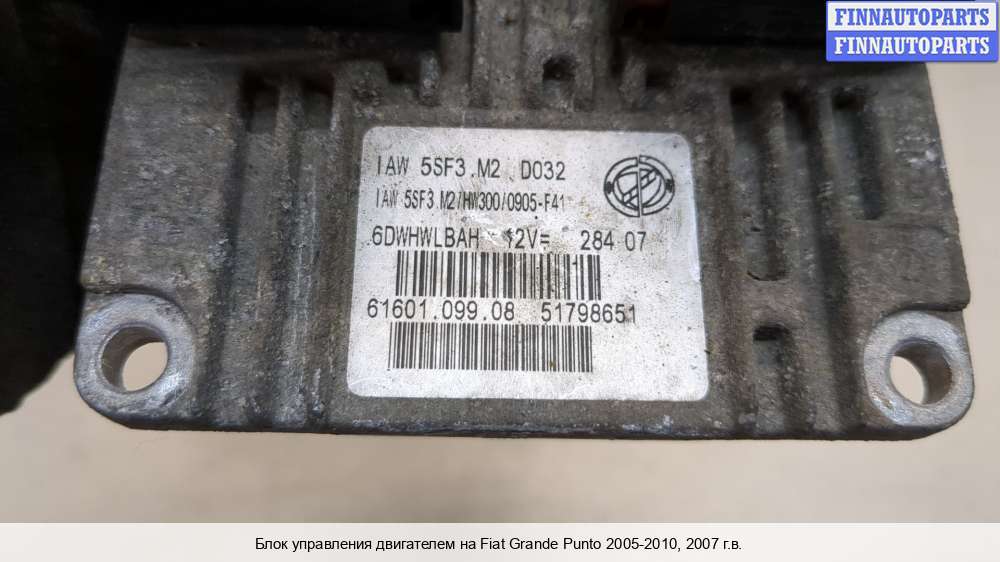 FINNAUTOPARTS
FINNAUTOPARTS
IAW 5SF3.M2 D032
IAW 5SF3.M2/HW300/0905-F41
6DWHWLBAH 12V= 284 07
61601.099.08 51798651
Блок управления двигателем на Fiat Grande Punto 2005-2010, 2007 г.в.